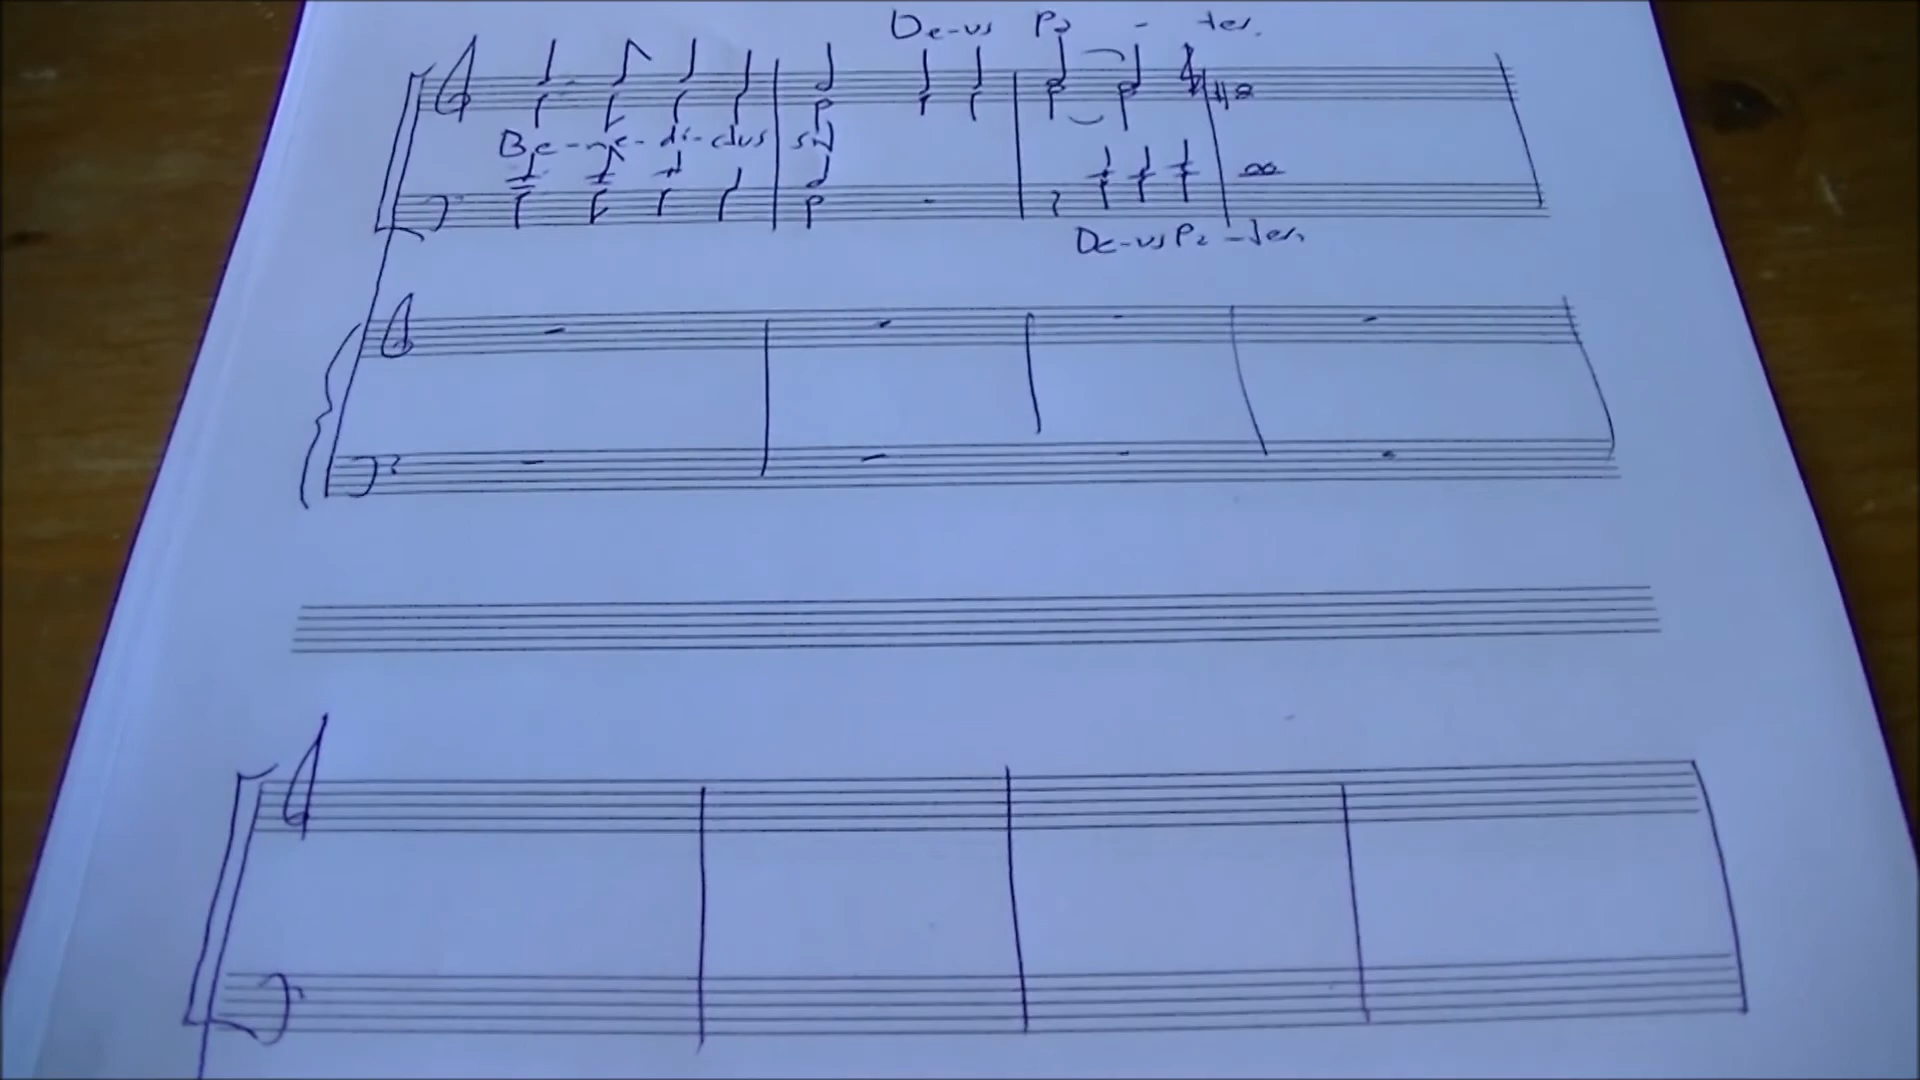 De-us Pa - ter.
Be-ne-di-ctus sit
De-us Pa-ter,